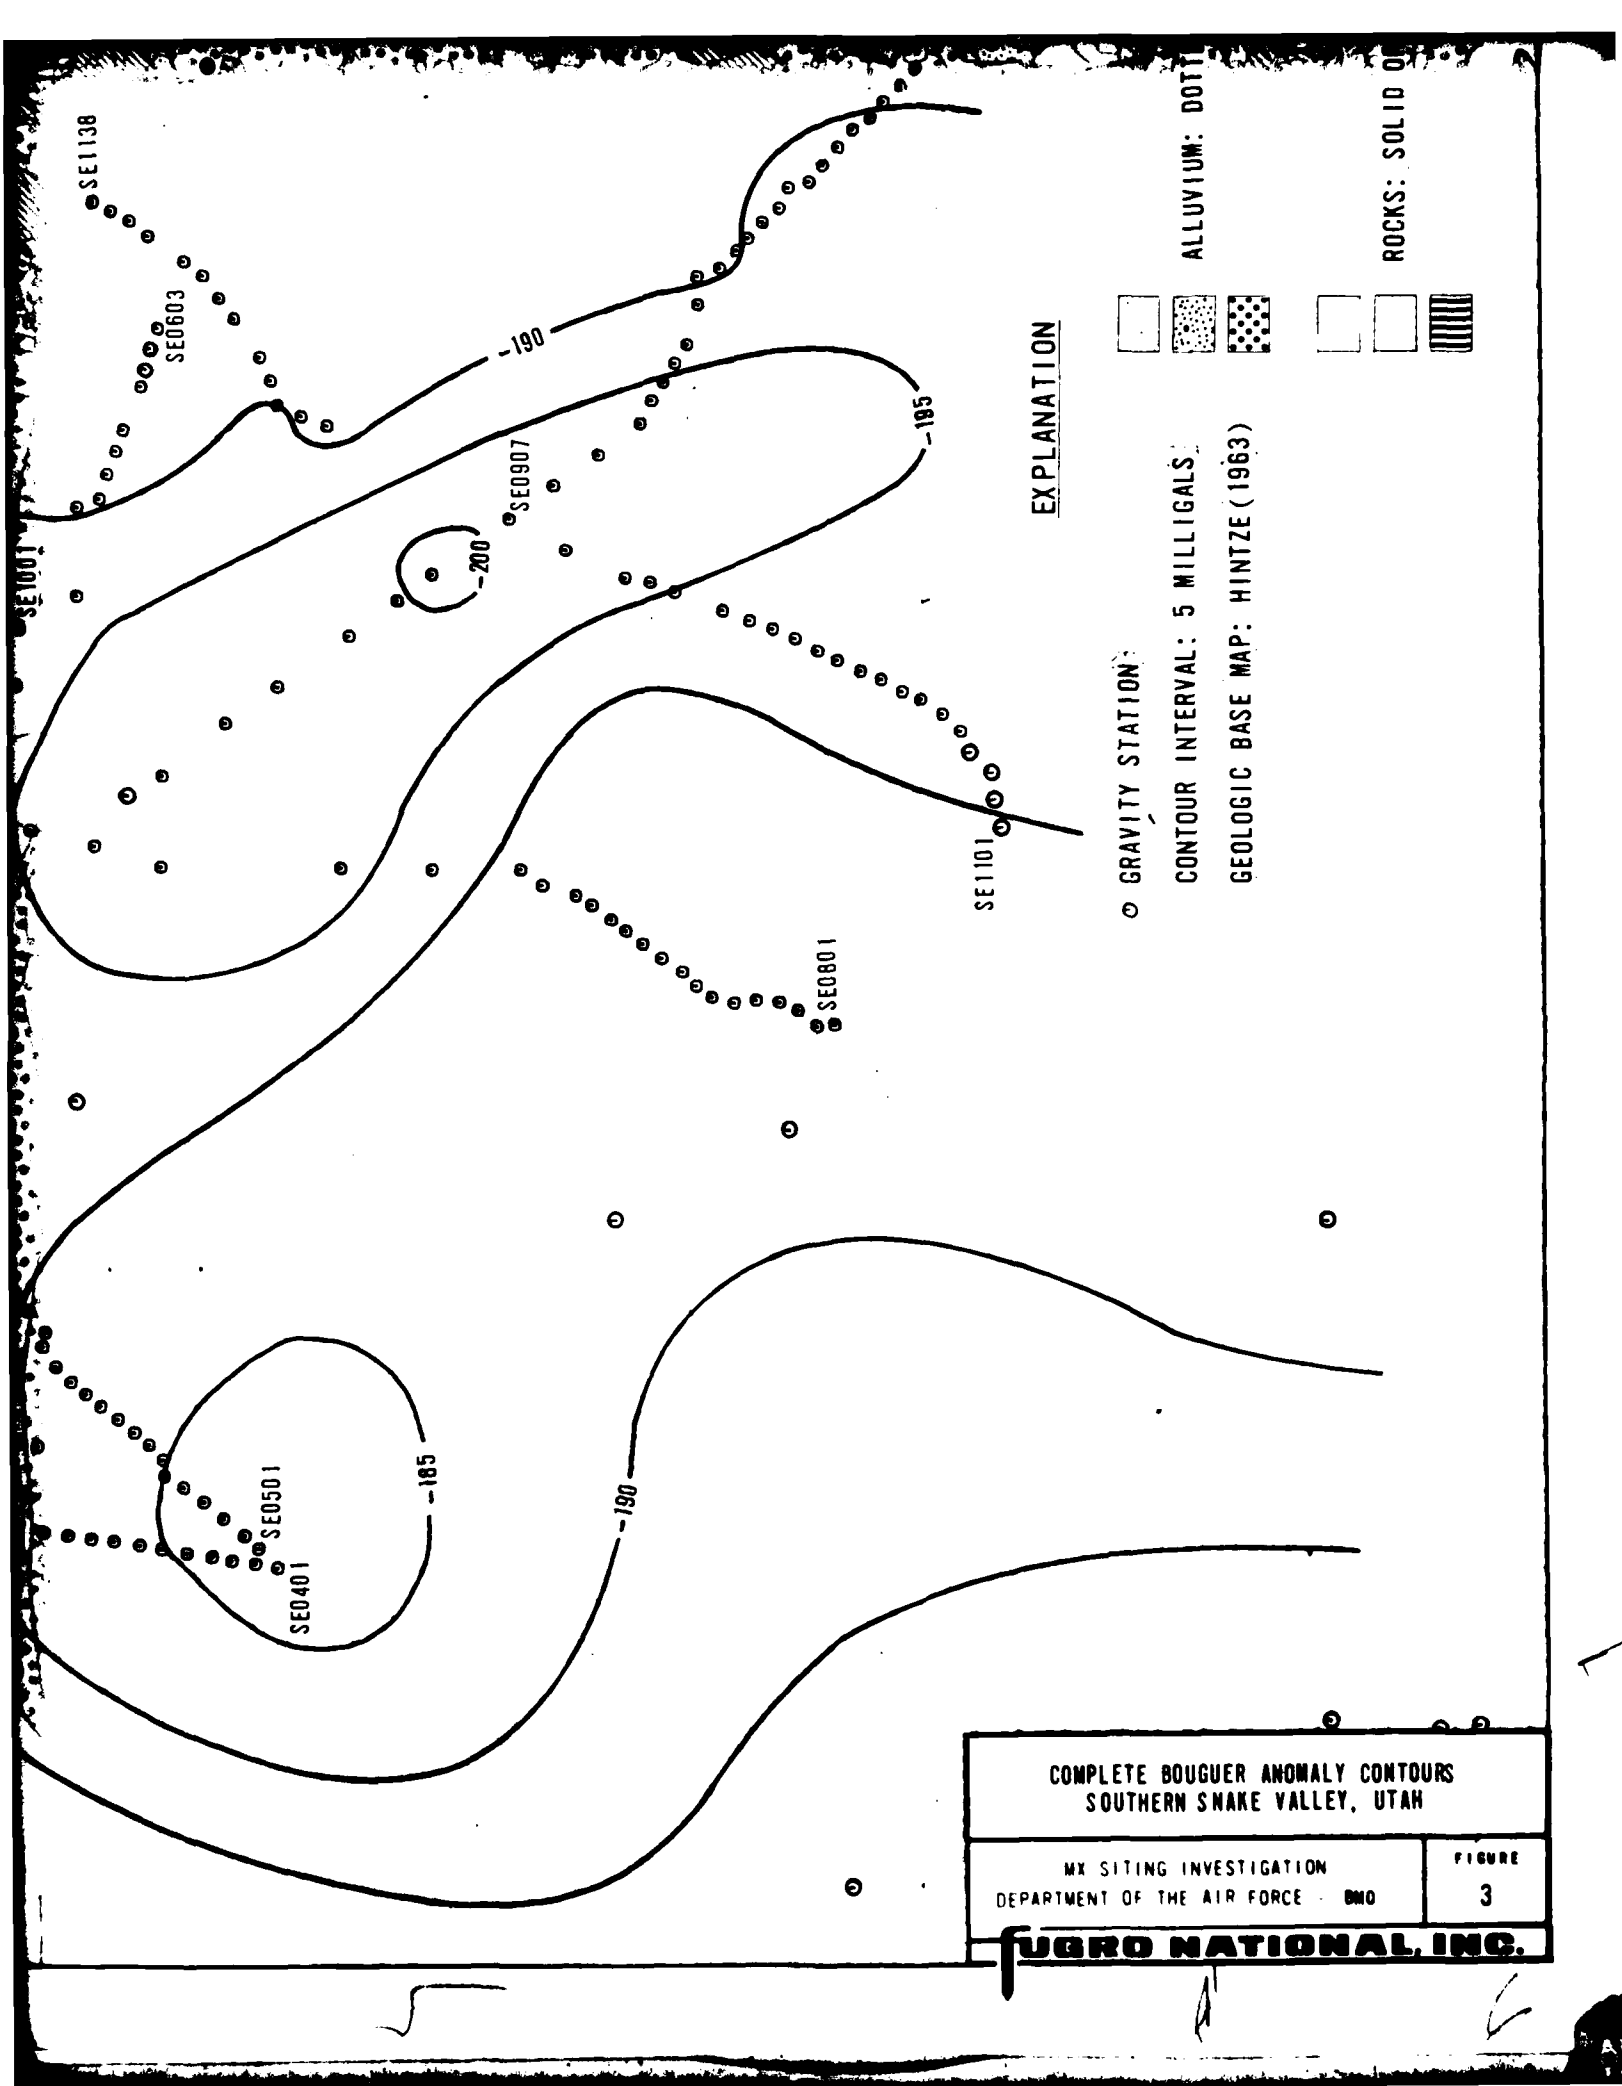 SE1138
SE0603
-190
-195
SE0907
-200
SE1001
SE1101
SE0801
-185
SE0501
SE0401
-190
EXPLANATION
GRAVITY STATION
CONTOUR INTERVAL: 5 MILLIGALS
GEOLOGIC BASE MAP: HINTZE (1963)
ALLUVIUM: DOTT
ROCKS: SOLID O
COMPLETE BOUGUER ANOMALY CONTOURS
SOUTHERN SNAKE VALLEY, UTAH
MX SITING INVESTIGATION
DEPARTMENT OF THE AIR FORCE - BMO
FIGURE
3
FUGRO NATIONAL, INC.